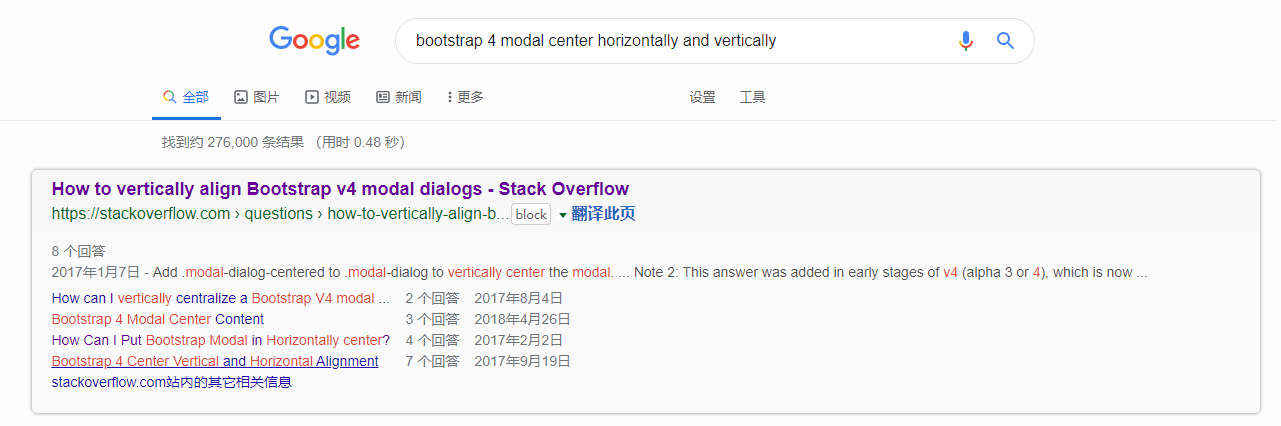 Google
bootstrap 4 modal center horizontally and vertically
全部 图片 视频 新闻 更多 设置 工具
找到约 276,000 条结果 （用时 0.48 秒）
How to vertically align Bootstrap v4 modal dialogs - Stack Overflow
https://stackoverflow.com › questions › how-to-vertically-align-b... block 翻译此页
8 个回答
2017年1月7日 - Add .modal-dialog-centered to .modal-dialog to vertically center the modal. ... Note 2: This answer was added in early stages of v4 (alpha 3 or 4), which is now ...
How can I vertically centralize a Bootstrap V4 modal ... 2 个回答 2017年8月4日
Bootstrap 4 Modal Center Content 3 个回答 2018年4月26日
How Can I Put Bootstrap Modal in Horizontally center? 4 个回答 2017年2月2日
Bootstrap 4 Center Vertical and Horizontal Alignment 7 个回答 2017年9月19日
stackoverflow.com站内的其它相关信息